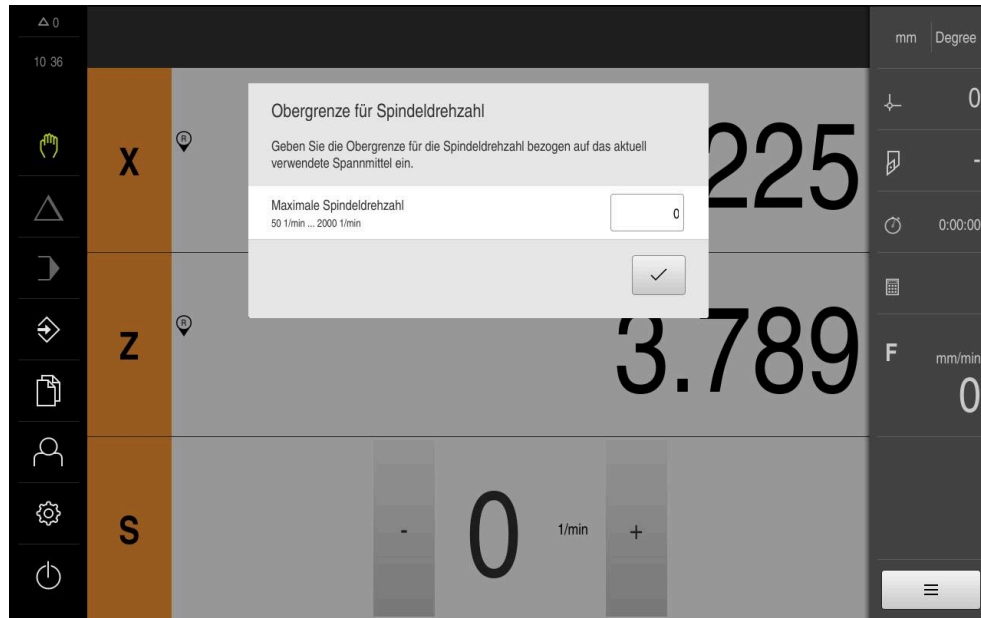 0
10 36
mm Degree
Obergrenze für Spindeldrehzahl
Geben Sie die Obergrenze für die Spindeldrehzahl bezogen auf das aktuell
verwendete Spannmittel ein.
Maximale Spindeldrehzahl
50 1/min ... 2000 1/min
0
X
R
225
0
-
0:00:00
Z
R
3.789
F
mm/min
0
S
-
0
1/min
+